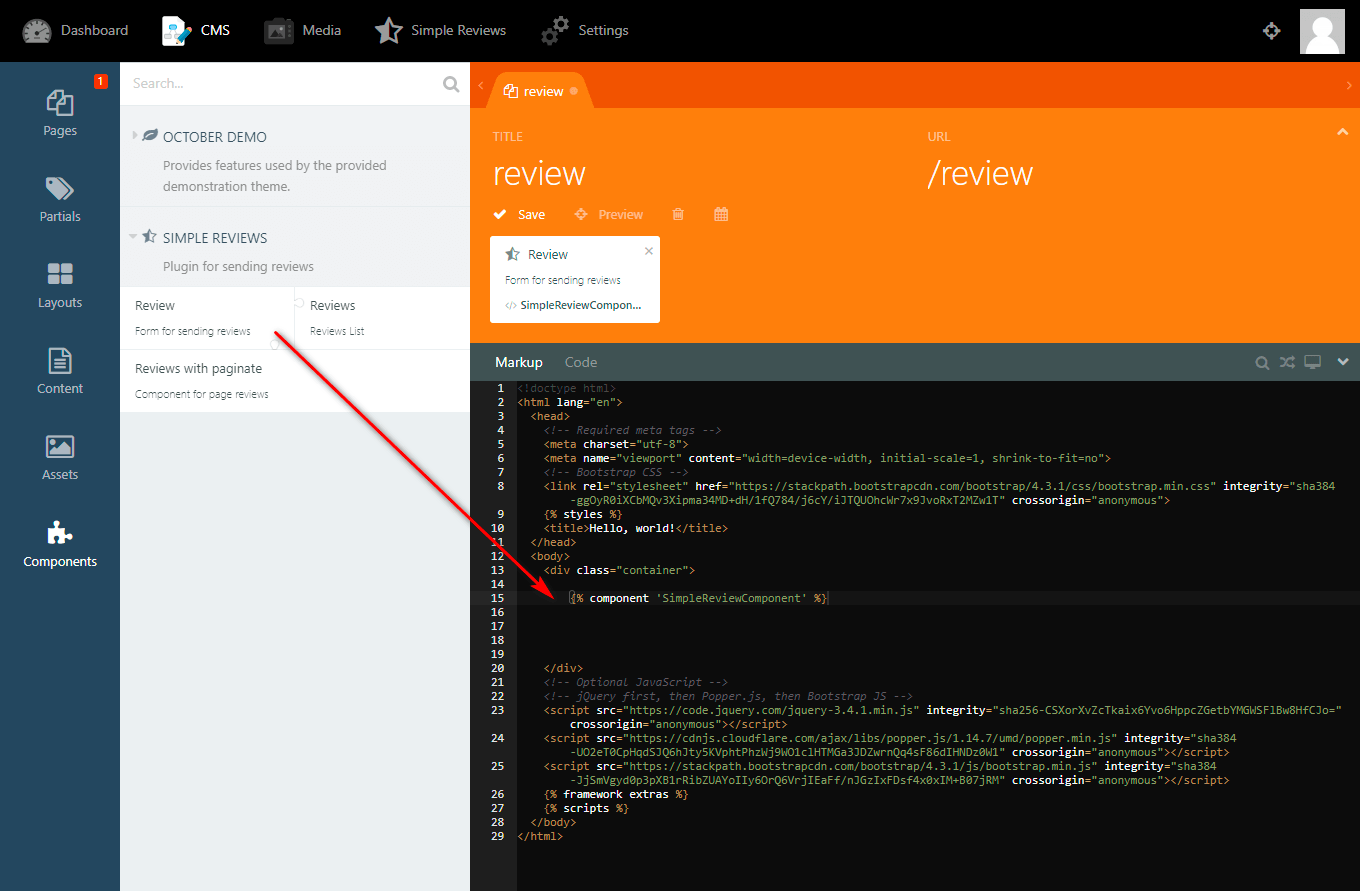 Dashboard
CMS
Media
Simple Reviews
Settings
1
Pages
Partials
Layouts
Content
Assets
Components
Search...
OCTOBER DEMO
Provides features used by the provided
demonstration theme.
SIMPLE REVIEWS
Plugin for sending reviews
Review
Form for sending reviews
Reviews
Reviews List
Reviews with paginate
Component for page reviews
review
TITLE
review
URL
/review
Save
Preview
Review
Form for sending reviews
SimpleReviewCompon...
Markup
Code
1 <!doctype html>
2 <html lang="en">
3 <head>
4 <!-- Required meta tags -->
5 <meta charset="utf-8">
6 <meta name="viewport" content="width=device-width, initial-scale=1, shrink-to-fit=no">
7 <!-- Bootstrap CSS -->
8 <link rel="stylesheet" href="https://stackpath.bootstrapcdn.com/bootstrap/4.3.1/css/bootstrap.min.css" integrity="sha384
-ggOyR0iXCbMQv3Xipma34MD+dH/1fQ784/j6cY/iJTQUOhcWr7x9JvoRxT2MZw1T" crossorigin="anonymous">
9 {% styles %}
10 <title>Hello, world!</title>
11 </head>
12 <body>
13 <div class="container">
14
15 {% component 'SimpleReviewComponent' %}
16
17
18
19
20 </div>
21 <!-- Optional JavaScript -->
22 <!-- jQuery first, then Popper.js, then Bootstrap JS -->
23 <script src="https://code.jquery.com/jquery-3.4.1.min.js" integrity="sha256-CSXorXvZcTkaix6Yvo6HppcZGetbYMGWSFlBw8HfCJo="
crossorigin="anonymous"></script>
24 <script src="https://cdnjs.cloudflare.com/ajax/libs/popper.js/1.14.7/umd/popper.min.js" integrity="sha384
-UO2eT0CpHqdSJQ6hJty5KVphtPhzWj9WO1clHTMGa3JDZwrnQq4sF86dIHNDz0W1" crossorigin="anonymous"></script>
25 <script src="https://stackpath.bootstrapcdn.com/bootstrap/4.3.1/js/bootstrap.min.js" integrity="sha384
-JjSmVgyd0p3pXB1rRibZUAYoIIy6OrQ6VrjIEaFf/nJGzIxFDsf4x0xIM+B07jRM" crossorigin="anonymous"></script>
26 {% framework extras %}
27 {% scripts %}
28 </body>
29 </html>